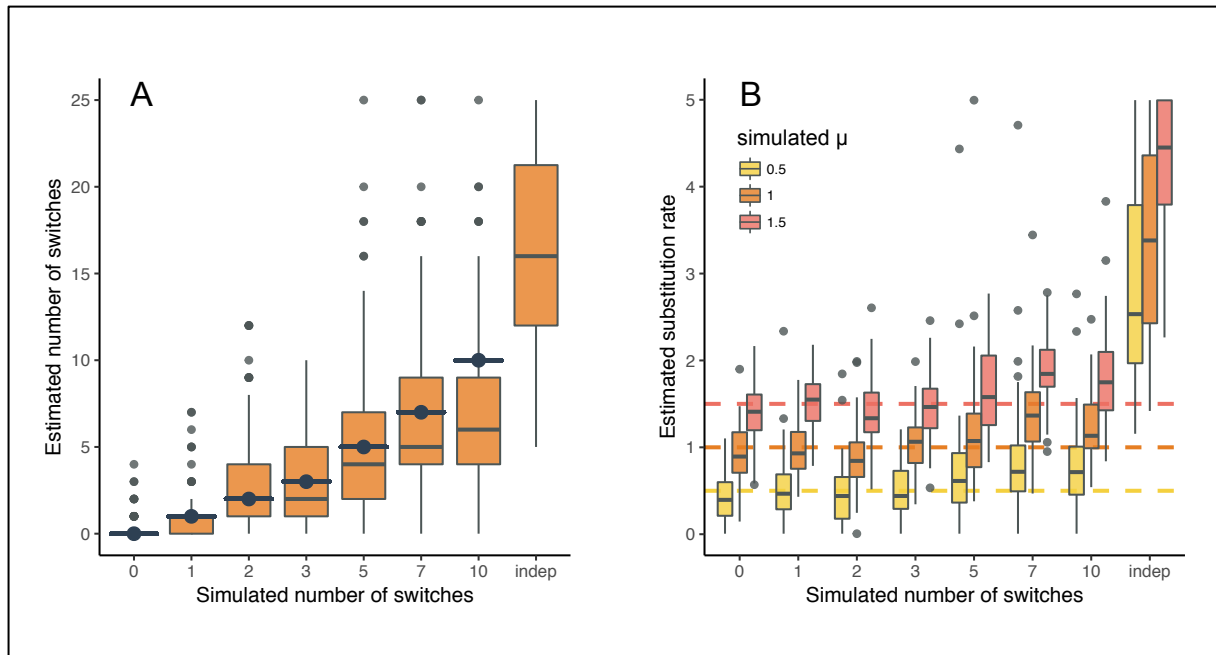 A
25
20
15
10
5
0
Estimated number of switches
0 1 2 3 5 7 10 indep
Simulated number of switches
B
simulated μ
0.5
1
1.5
5
4
3
2
1
0
Estimated substitution rate
0 1 2 3 5 7 10 indep
Simulated number of switches